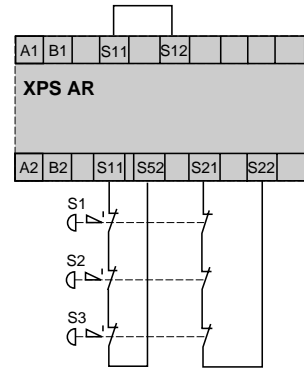 A1 B1 S11 S12
XPS AR
A2 B2 S11 S52 S21 S22
S1
S2
S3